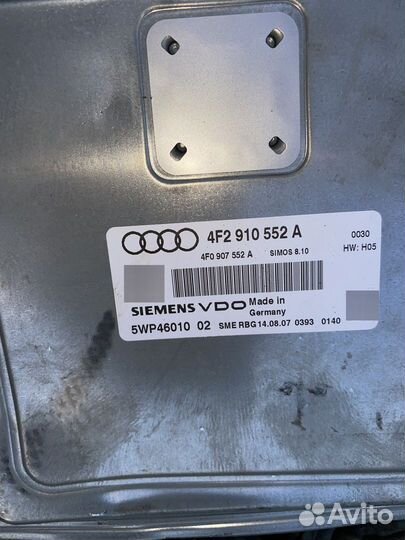 4F2 910 552 A
0030
4F0 907 552 A SIMOS 8.10
HW: H05
SIEMENS VDO Made in Germany
5WP46010 02 SME RBG 14.08.07 0393 0140
Avito